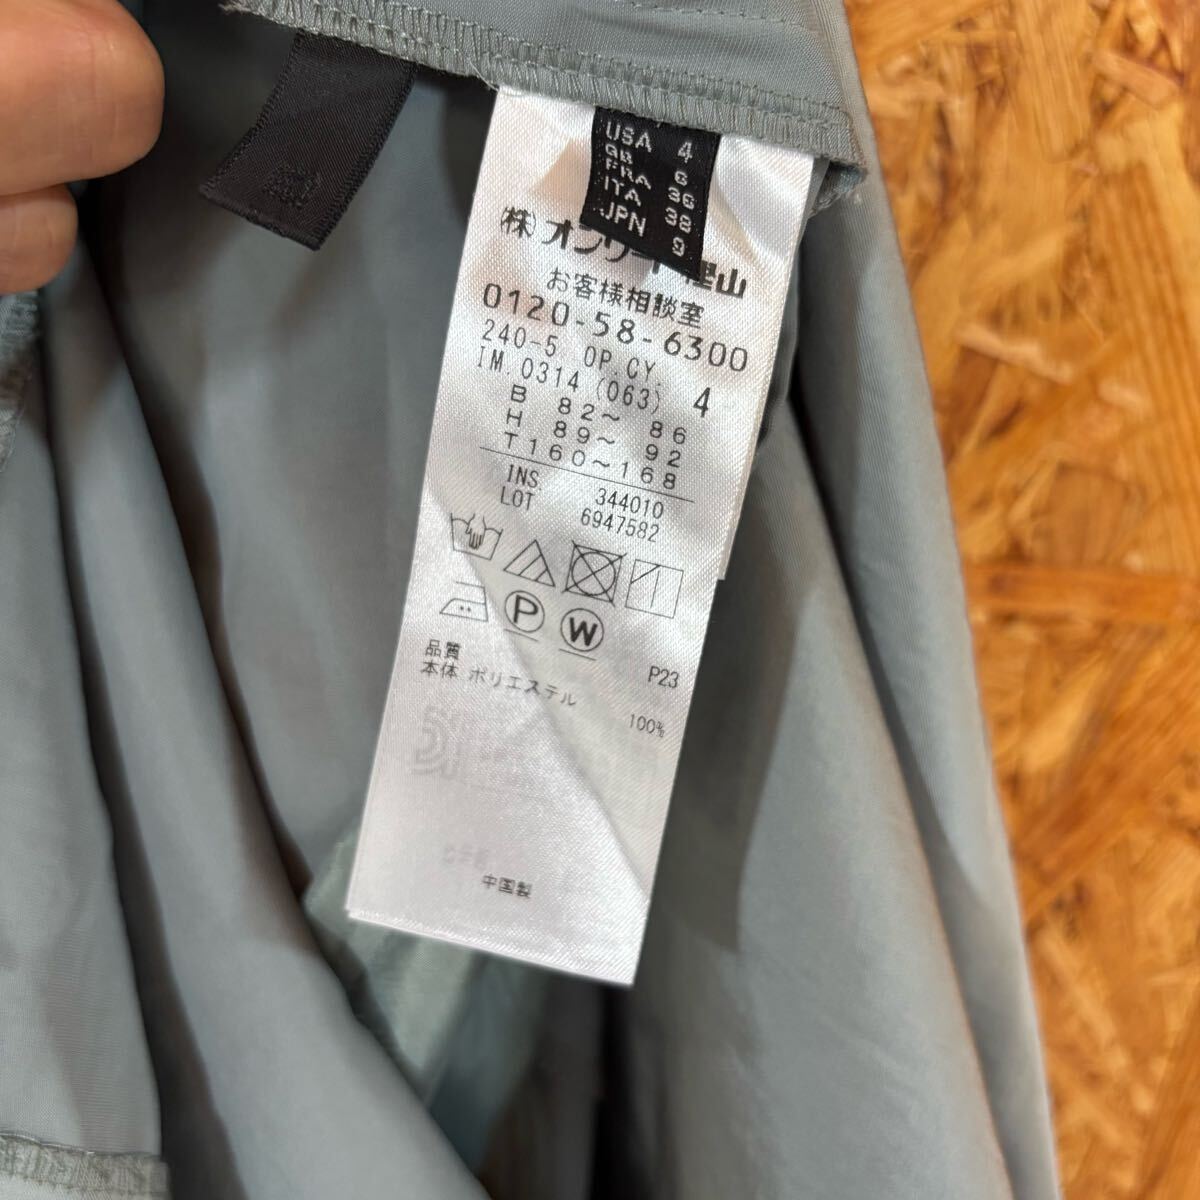 USA 4
GB 6
FRA 36
ITA 38
JPN 9
(株)オンワード樫山
お客様相談室
0120-58-6300
240-5 OP.CY
IM.0314 (063) 4
B 82～ 86
H 89～ 92
T160～168
INS 344010
LOT 6947582
P W
P23
品質
本体 ポリエステル
100%
中国製